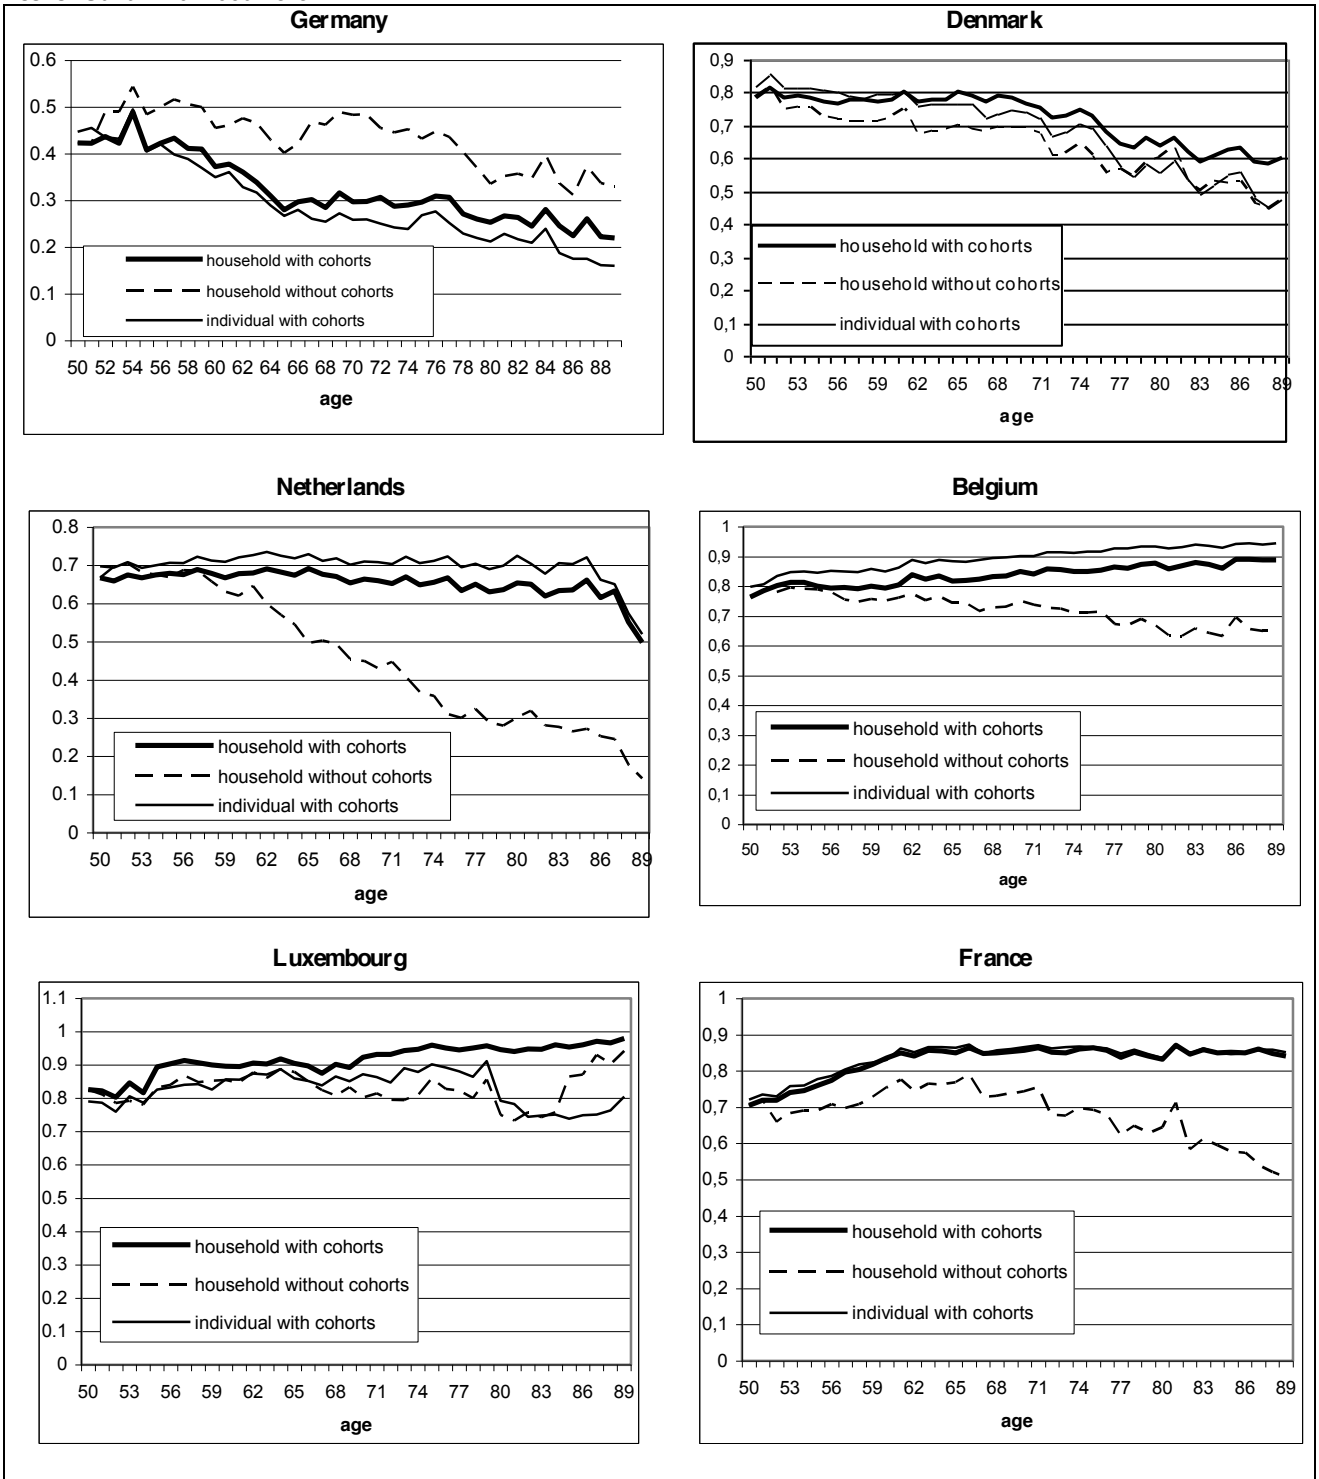 Germany
0.6
0.5
0.4
0.3
0.2
0.1
0
household with cohorts
household without cohorts
individual with cohorts
50 52 54 56 58 60 62 64 66 68 70 72 74 76 78 80 82 84 86 88
age
Denmark
0,9
0,8
0,7
0,6
0,5
0,4
0,3
0,2
0,1
0
household with cohorts
household without cohorts
individual with cohorts
50 53 56 59 62 65 68 71 74 77 80 83 86 89
age
Netherlands
0.8
0.7
0.6
0.5
0.4
0.3
0.2
0.1
0
household with cohorts
household without cohorts
individual with cohorts
50 53 56 59 62 65 68 71 74 77 80 83 86 89
age
Belgium
1
0,9
0,8
0,7
0,6
0,5
0,4
0,3
0,2
0,1
0
household with cohorts
household without cohorts
individual with cohorts
50 53 56 59 62 65 68 71 74 77 80 83 86 89
age
Luxembourg
1.1
1
0.9
0.8
0.7
0.6
0.5
0.4
0.3
0.2
0.1
0
household with cohorts
household without cohorts
individual with cohorts
50 53 56 59 62 65 68 71 74 77 80 83 86 89
age
France
1
0,9
0,8
0,7
0,6
0,5
0,4
0,3
0,2
0,1
0
household with cohorts
household without cohorts
individual with cohorts
50 53 56 59 62 65 68 71 74 77 80 83 86 89
age